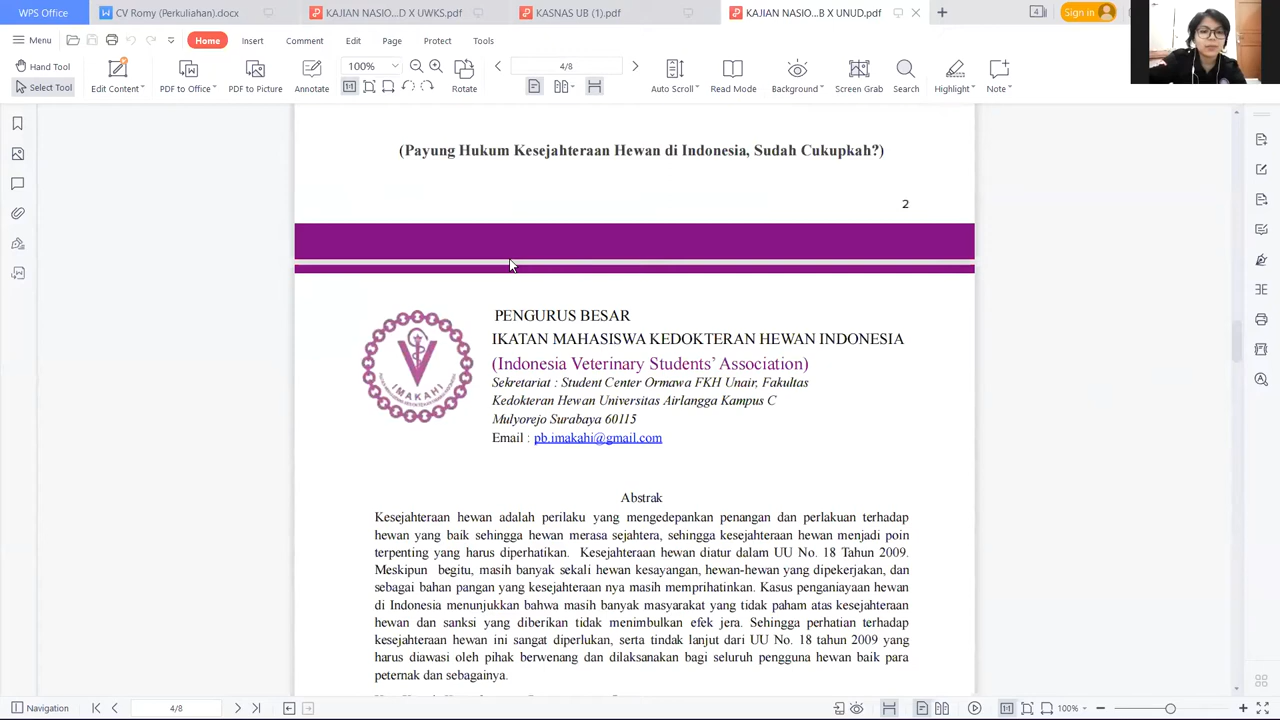 WPS Office
CV Romy (Perkuliahan).docx
KAJIAN NASIO...D X UWKS.pdf
KASNAS UB (1).pdf
KAJIAN NASIO...B X UNUD.pdf
Sign in
Menu
Home
Insert
Comment
Edit
Page
Protect
Tools
Hand Tool
Select Tool
Edit Content
PDF to Office
PDF to Picture
Annotate
100%
Rotate
4/8
Auto Scroll
Read Mode
Background
Screen Grab
Search
Highlight
Note
(Payung Hukum Kesejahteraan Hewan di Indonesia, Sudah Cukupkah?)
2
IMAKAHI
PENGURUS BESAR
IKATAN MAHASISWA KEDOKTERAN HEWAN INDONESIA
(Indonesia Veterinary Students' Association)
Sekretariat : Student Center Ormawa FKH Unair, Fakultas
Kedokteran Hewan Universitas Airlangga Kampus C
Mulyorejo Surabaya 60115
Email : pb.imakahi@gmail.com
Abstrak
Kesejahteraan hewan adalah perilaku yang mengedepankan penangan dan perlakuan terhadap
hewan yang baik sehingga hewan merasa sejahtera, sehingga kesejahteraan hewan menjadi poin
terpenting yang harus diperhatikan. Kesejahteraan hewan diatur dalam UU No. 18 Tahun 2009.
Meskipun begitu, masih banyak sekali hewan kesayangan, hewan-hewan yang dipekerjakan, dan
sebagai bahan pangan yang kesejahteraan nya masih memprihatinkan. Kasus penganiayaan hewan
di Indonesia menunjukkan bahwa masih banyak masyarakat yang tidak paham atas kesejahteraan
hewan dan sanksi yang diberikan tidak menimbulkan efek jera. Sehingga perhatian terhadap
kesejahteraan hewan ini sangat diperlukan, serta tindak lanjut dari UU No. 18 tahun 2009 yang
harus diawasi oleh pihak berwenang dan dilaksanakan bagi seluruh pengguna hewan baik para
peternak dan sebagainya.
Navigation
4/8
100%